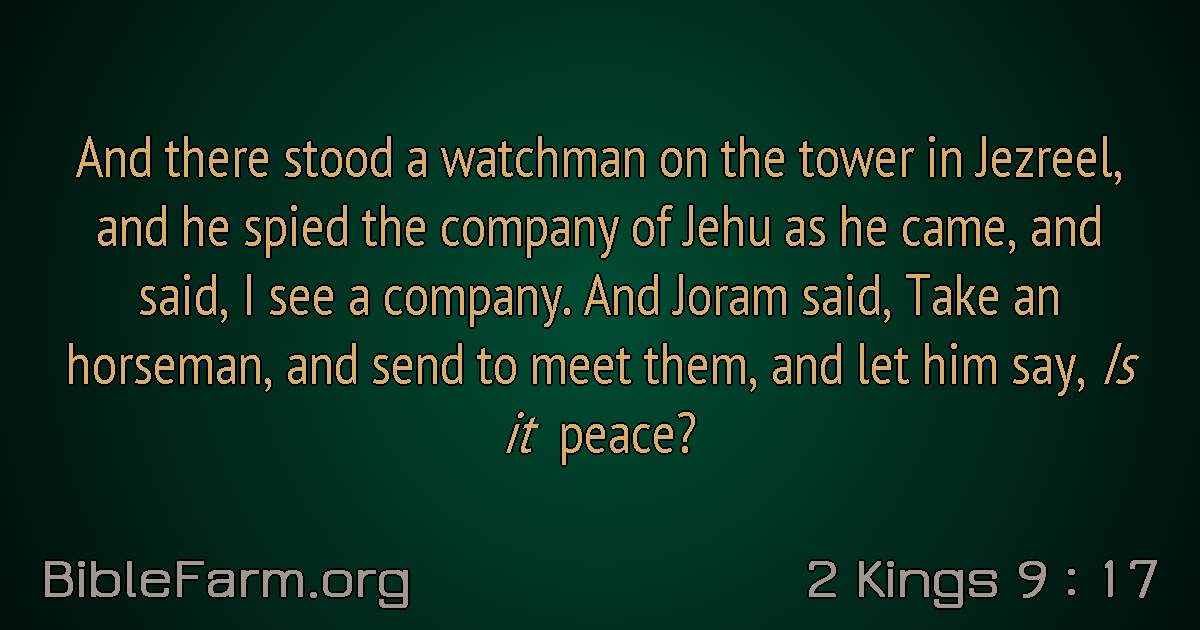 And there stood a watchman on the tower in Jezreel,
and he spied the company of Jehu as he came, and
said, I see a company. And Joram said, Take an
horseman, and send to meet them, and let him say, Is
it peace?
BibleFarm.org
2 Kings 9 : 17